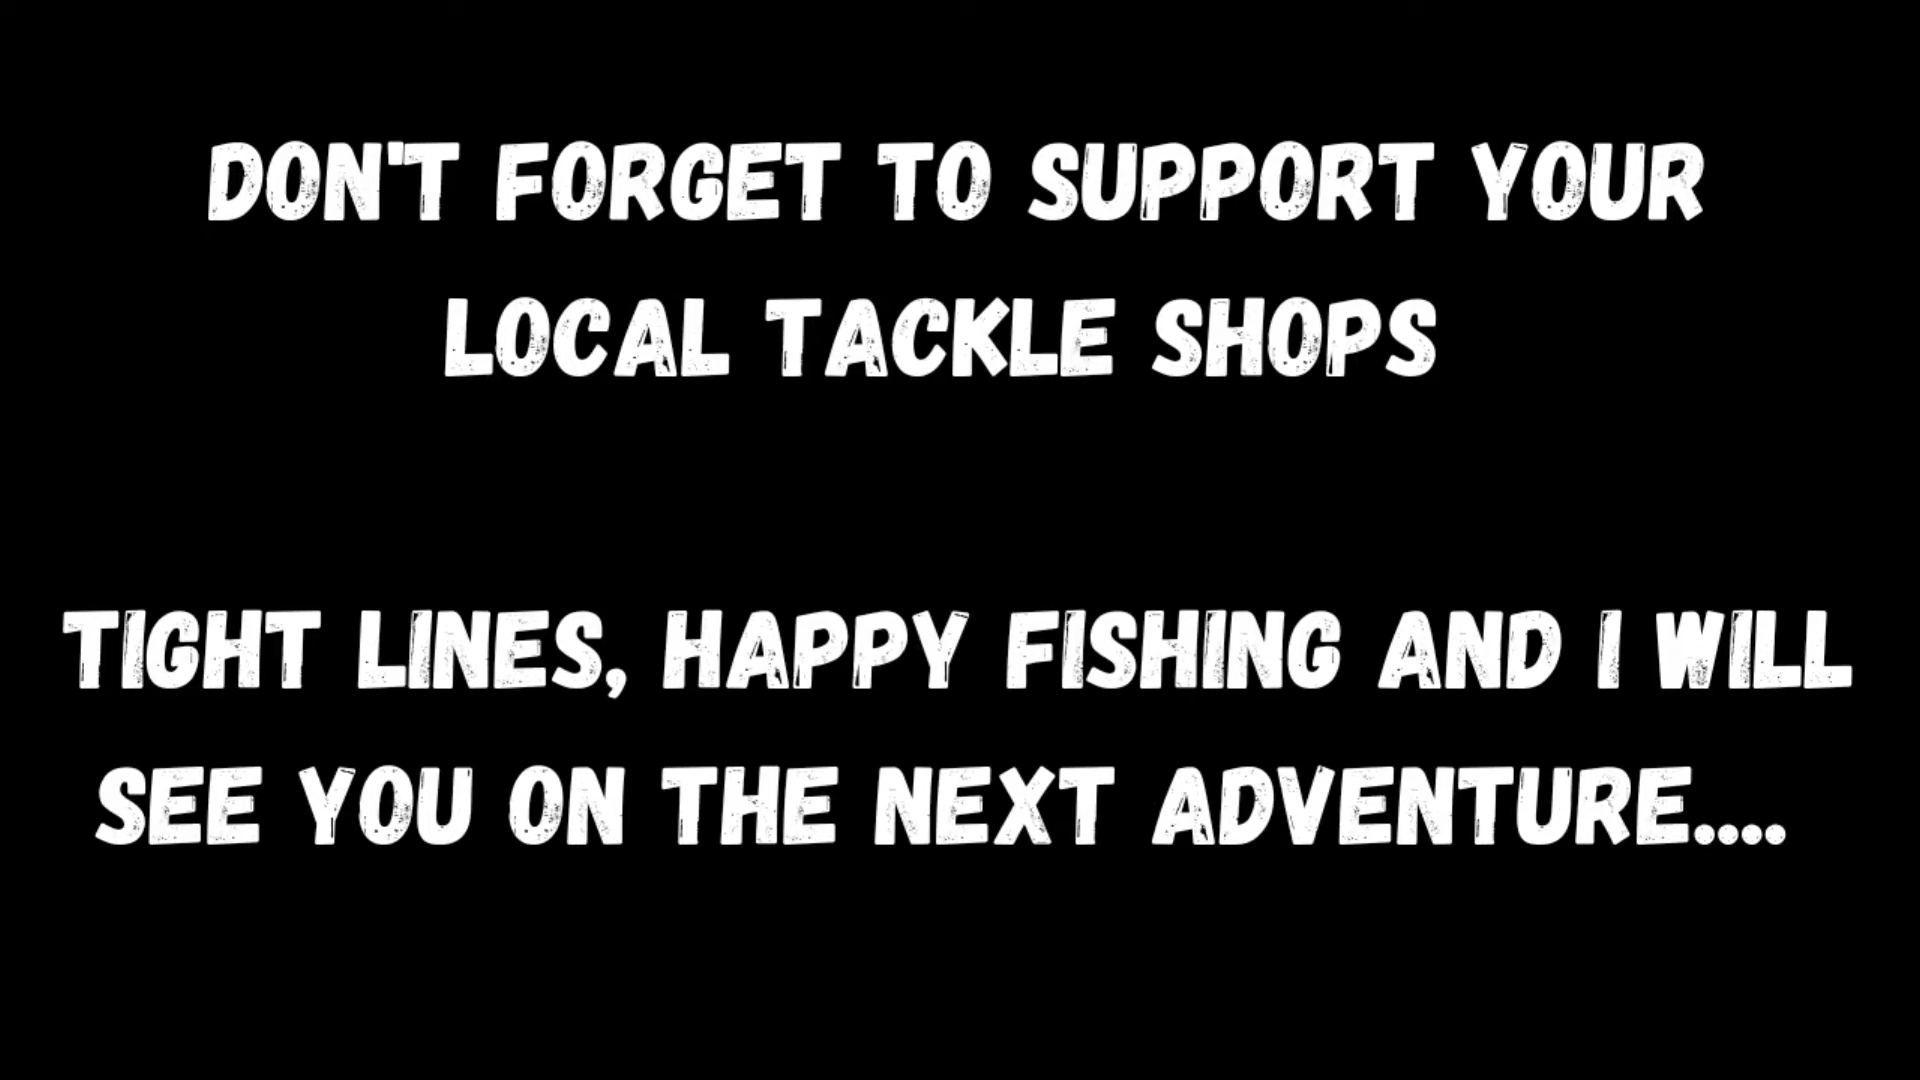 DON'T FORGET TO SUPPORT YOUR
LOCAL TACKLE SHOPS
TIGHT LINES, HAPPY FISHING AND I WILL
SEE YOU ON THE NEXT ADVENTURE....